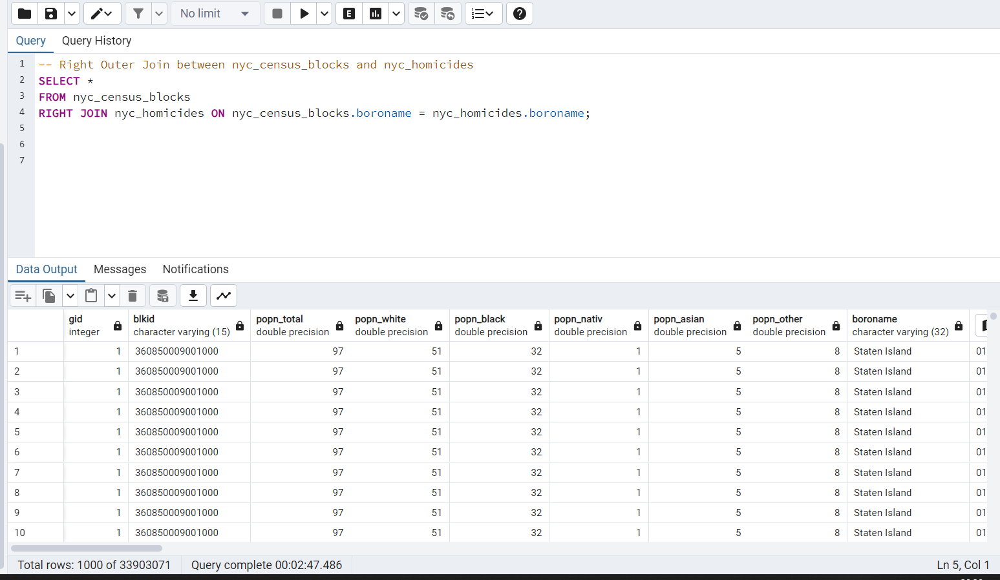 No limit
E
Query Query History
1 -- Right Outer Join between nyc_census_blocks and nyc_homicides
2 SELECT *
3 FROM nyc_census_blocks
4 RIGHT JOIN nyc_homicides ON nyc_census_blocks.boroname = nyc_homicides.boroname;
5
6
7
Data Output Messages Notifications
gid blkid popn_total popn_white popn_black popn_nativ popn_asian popn_other boroname
integer character varying (15) double precision double precision double precision double precision double precision double precision character varying (32)
1 1 360850009001000 97 51 32 1 5 8 Staten Island 01
2 1 360850009001000 97 51 32 1 5 8 Staten Island 01
3 1 360850009001000 97 51 32 1 5 8 Staten Island 01
4 1 360850009001000 97 51 32 1 5 8 Staten Island 01
5 1 360850009001000 97 51 32 1 5 8 Staten Island 01
6 1 360850009001000 97 51 32 1 5 8 Staten Island 01
7 1 360850009001000 97 51 32 1 5 8 Staten Island 01
8 1 360850009001000 97 51 32 1 5 8 Staten Island 01
9 1 360850009001000 97 51 32 1 5 8 Staten Island 01
10 1 360850009001000 97 51 32 1 5 8 Staten Island 01
Total rows: 1000 of 33903071 Query complete 00:02:47.486 Ln 5, Col 1